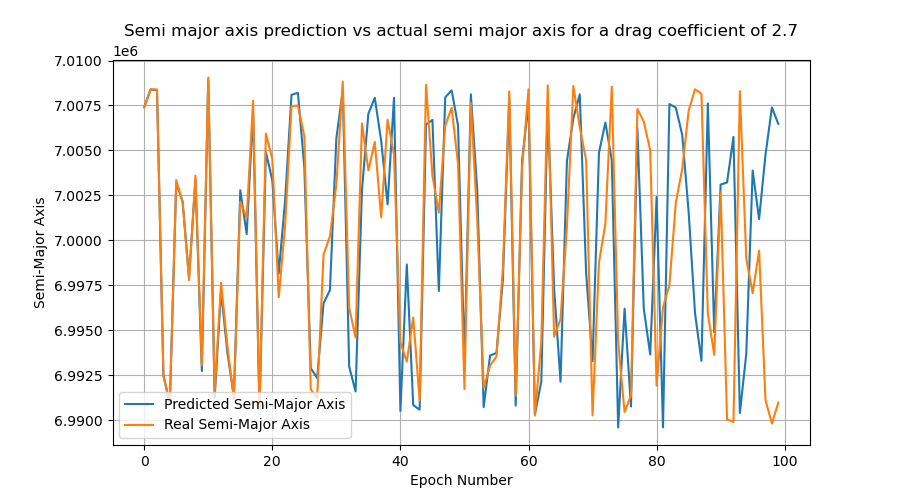 Semi major axis prediction vs actual semi major axis for a drag coefficient of 2.7
1e6
7.0100
7.0075
7.0050
7.0025
7.0000
6.9975
6.9950
6.9925
6.9900
Semi-Major Axis
Predicted Semi-Major Axis
Real Semi-Major Axis
0 20 40 60 80 100
Epoch Number